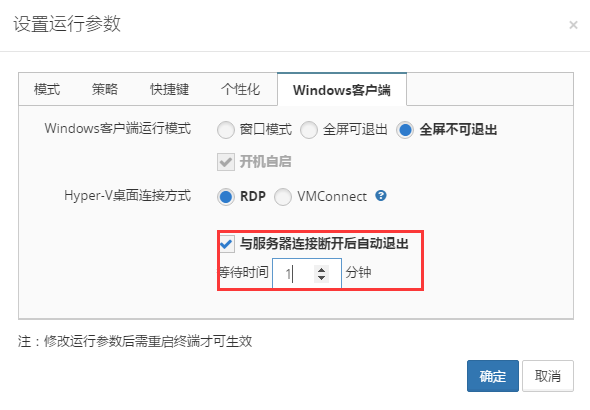 设置运行参数 ×
模式 策略 快捷键 个性化 Windows客户端
Windows客户端运行模式 窗口模式 全屏可退出 全屏不可退出
开机自启
Hyper-V桌面连接方式 RDP VMConnect ?
与服务器连接断开后自动退出
等待时间 1 分钟
注：修改运行参数后需重启终端才可生效
确定 取消